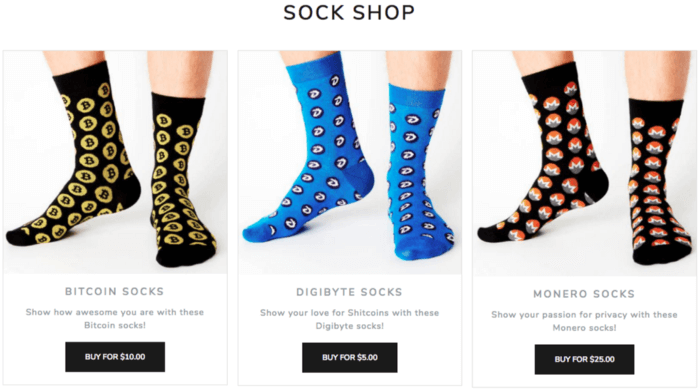 SOCK SHOP
BITCOIN SOCKS
Show how awesome you are with these
Bitcoin socks!
BUY FOR $10.00
DIGIBYTE SOCKS
Show your love for Shitcoins with these
Digibyte socks!
BUY FOR $5.00
MONERO SOCKS
Show your passion for privacy with these
Monero socks!
BUY FOR $25.00